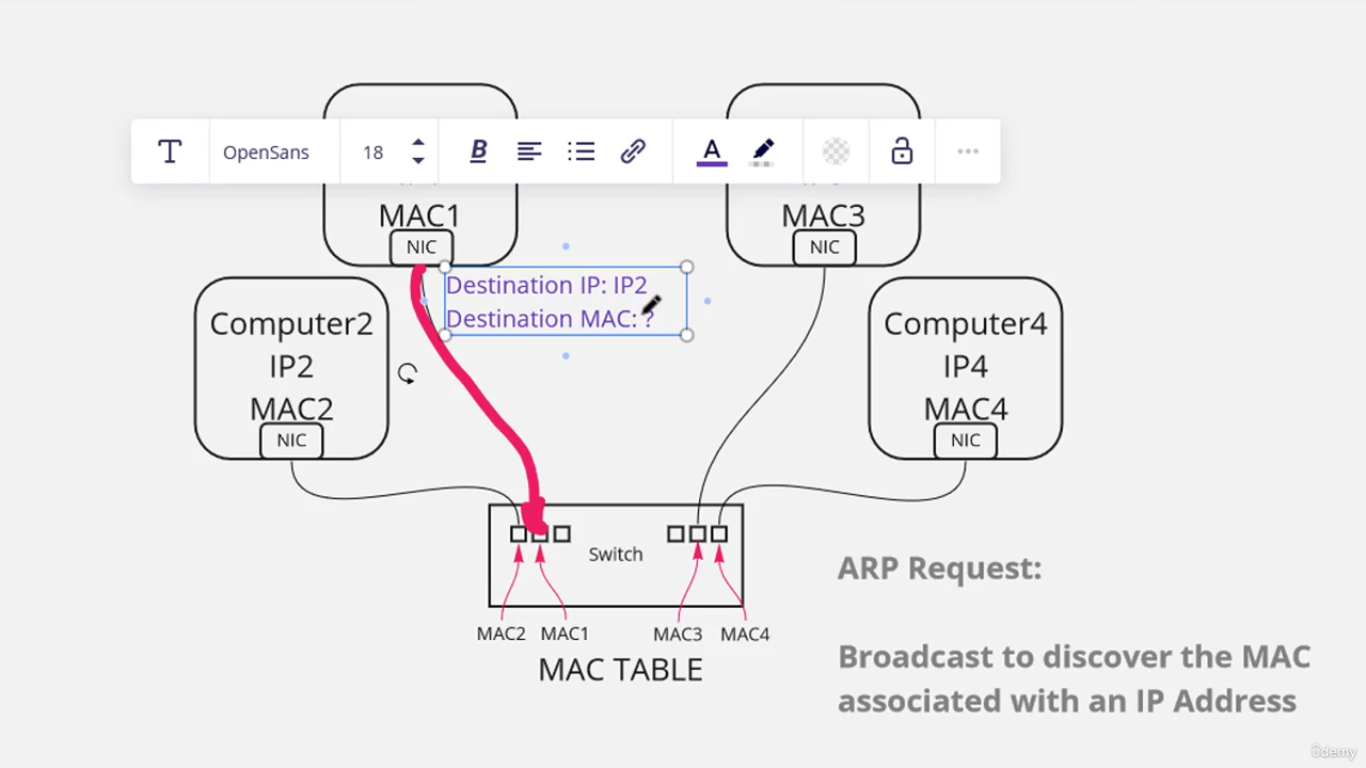 T
OpenSans
18
B
A
MAC1
NIC
MAC3
NIC
Destination IP: IP2
Destination MAC: ?
Computer2
IP2
MAC2
NIC
Computer4
IP4
MAC4
NIC
Switch
MAC2
MAC1
MAC3
MAC4
MAC TABLE
ARP Request:
Broadcast to discover the MAC
associated with an IP Address
ûdemy